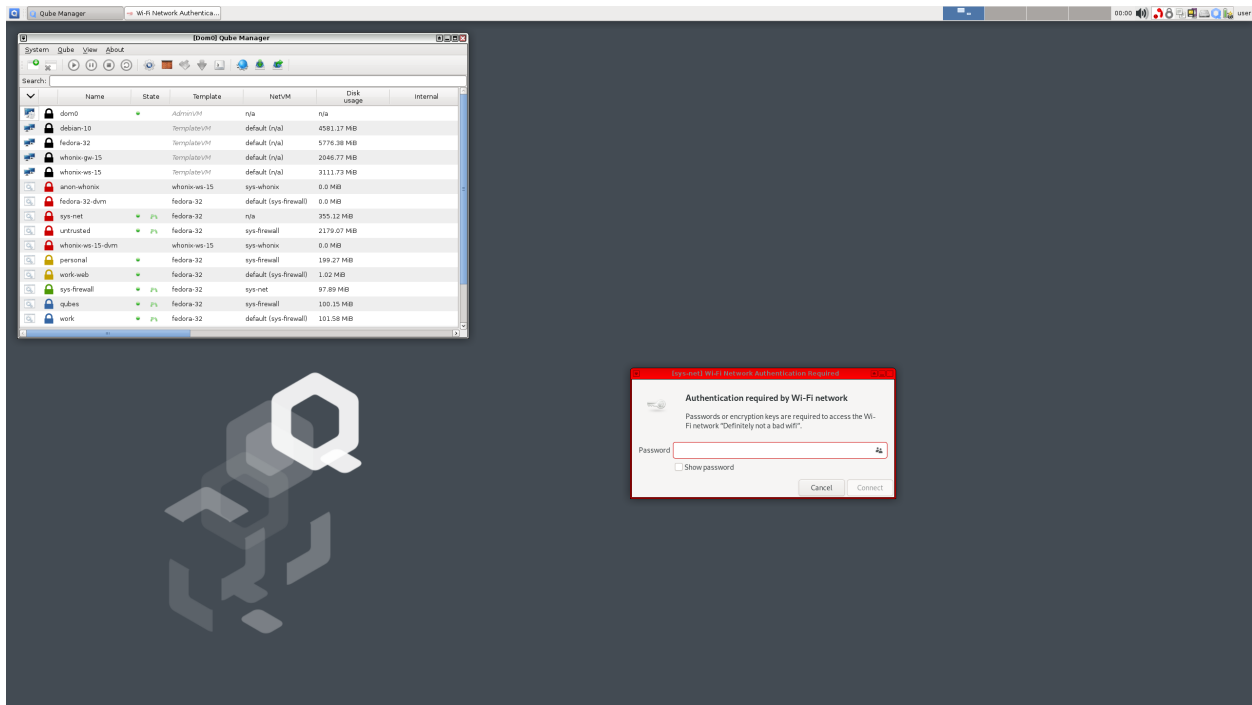 Qube Manager
Wi-Fi Network Authentica...
00:00
user
[Dom0] Qube Manager
System Qube View About
Search:
Name State Template NetVM Disk usage Internal
dom0 AdminVM n/a n/a
debian-10 TemplateVM default (n/a) 4581.17 MiB
fedora-32 TemplateVM default (n/a) 5776.38 MiB
whonix-gw-15 TemplateVM default (n/a) 2046.77 MiB
whonix-ws-15 TemplateVM default (n/a) 3111.73 MiB
anon-whonix whonix-ws-15 sys-whonix 0.0 MiB
fedora-32-dvm fedora-32 default (sys-firewall) 0.0 MiB
sys-net fedora-32 n/a 355.12 MiB
untrusted fedora-32 sys-firewall 2179.07 MiB
whonix-ws-15-dvm whonix-ws-15 sys-whonix 0.0 MiB
personal fedora-32 sys-firewall 199.27 MiB
work-web fedora-32 default (sys-firewall) 1.02 MiB
sys-firewall fedora-32 sys-net 97.89 MiB
qubes fedora-32 sys-firewall 100.15 MiB
work fedora-32 default (sys-firewall) 101.58 MiB
[sys-net] Wi-Fi Network Authentication Required
Authentication required by Wi-Fi network
Passwords or encryption keys are required to access the Wi-
Fi network “Definitely not a bad wifi”.
Password
Show password
Cancel Connect